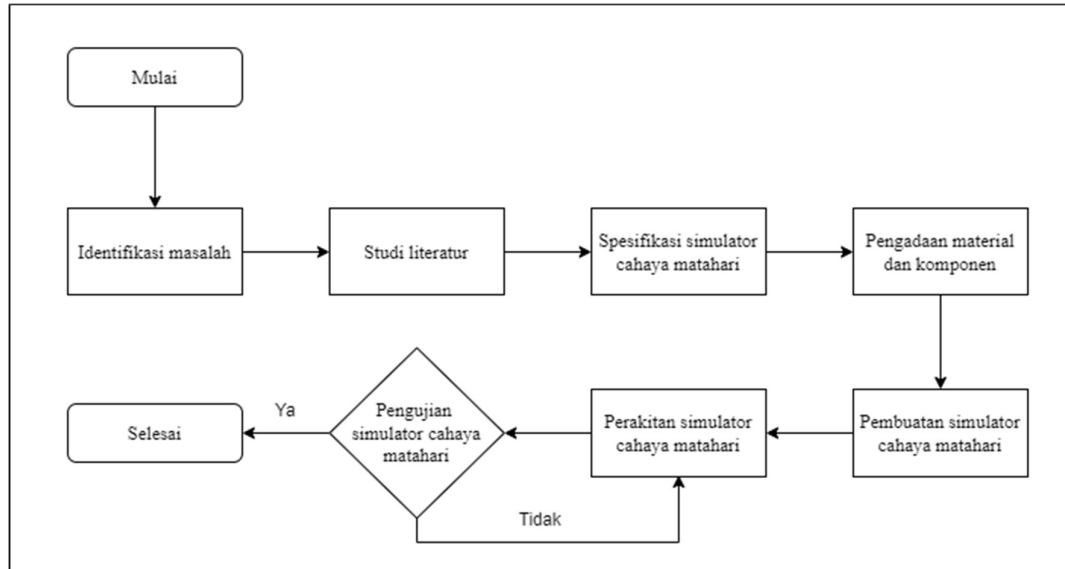 Mulai
Identifikasi masalah
Studi literatur
Spesifikasi simulator
cahaya matahari
Pengadaan material
dan komponen
Pembuatan simulator
cahaya matahari
Perakitan simulator
cahaya matahari
Pengujian
simulator cahaya
matahari
Ya
Selesai
Tidak